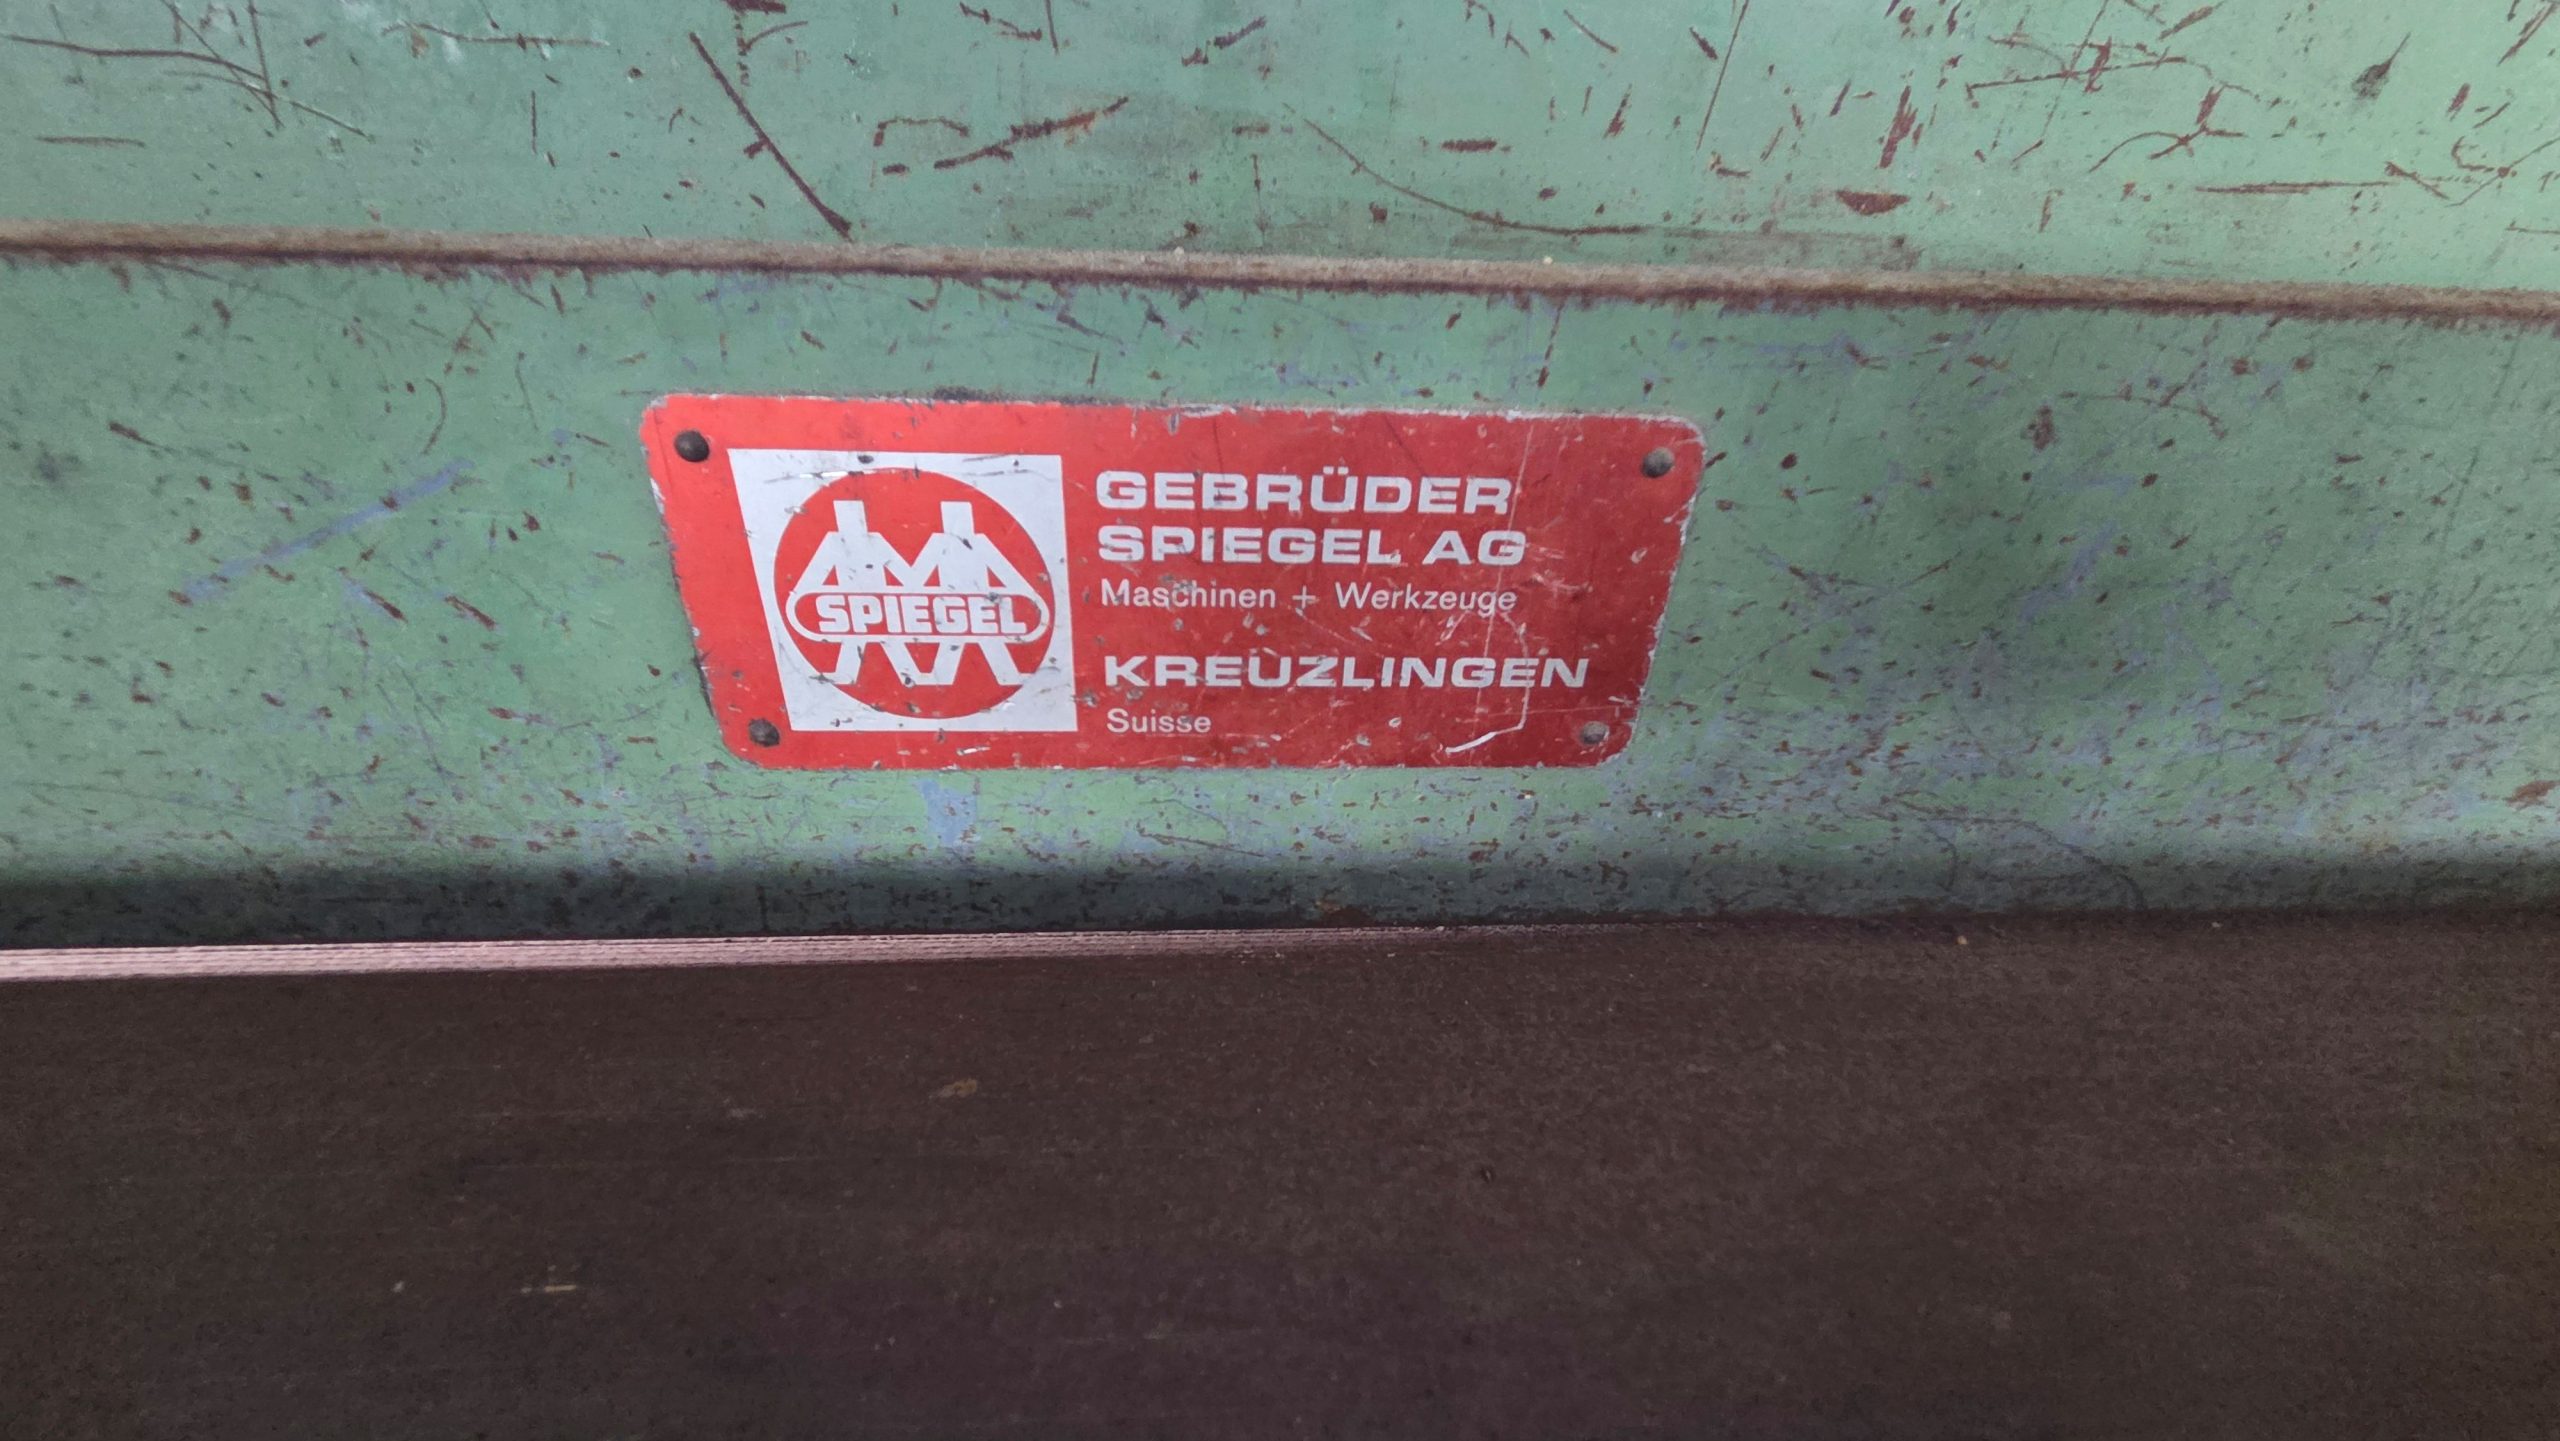 SPIEGEL
GEBRÜDER
SPIEGEL AG
Maschinen + Werkzeuge
KREUZLINGEN
Suisse